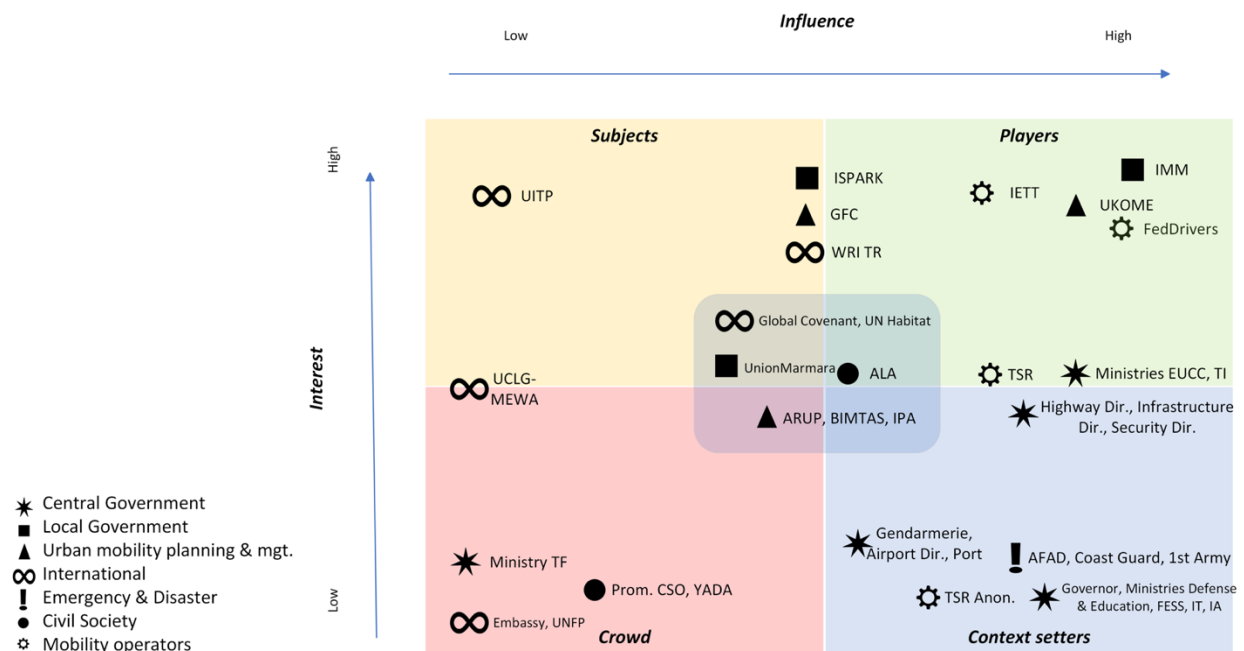 Influence
Low
High
Subjects
Players
High
ISPARK
IMM
UITP
IETT
UKOME
GFC
FedDrivers
WRI TR
Global Covenant, UN Habitat
Interest
UnionMarmara
ALA
TSR
Ministries EUCC, TI
UCLG-
MEWA
Highway Dir., Infrastructure
Dir., Security Dir.
ARUP, BIMTAS, IPA
Central Government
Local Government
Urban mobility planning & mgt.
International
Emergency & Disaster
Civil Society
Mobility operators
Low
Ministry TF
Gendarmerie,
Airport Dir., Port
AFAD, Coast Guard, 1st Army
Prom. CSO, YADA
TSR Anon.
Governor, Ministries Defense
& Education, FESS, IT, IA
Embassy, UNFP
Crowd
Context setters